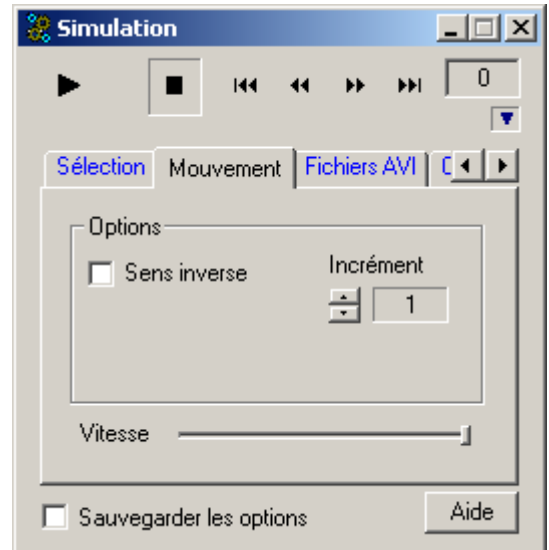 Simulation
0
Sélection Mouvement Fichiers AVI
Options
Sens inverse Incrément
1
Vitesse
Sauvegarder les options Aide